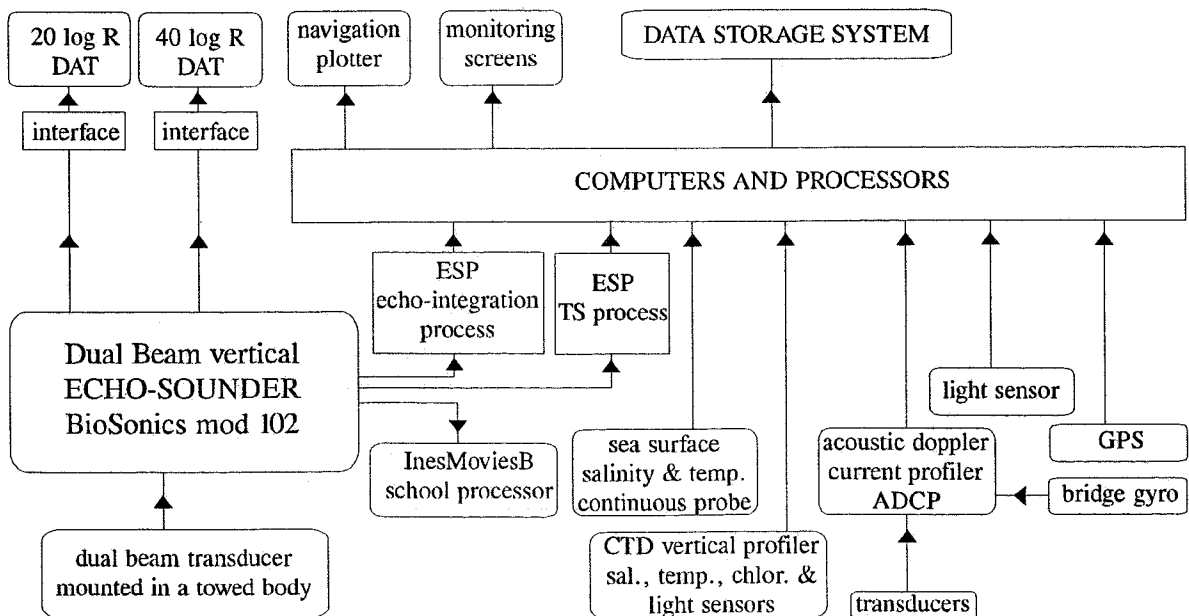 20 log R
DAT
40 log R
DAT
navigation
plotter
monitoring
screens
DATA STORAGE SYSTEM
interface
interface
COMPUTERS AND PROCESSORS
ESP
echo-integration
process
ESP
TS process
Dual Beam vertical
ECHO-SOUNDER
BioSonics mod 102
light sensor
InesMoviesB
school processor
sea surface
salinity & temp.
continuous probe
acoustic doppler
current profiler
ADCP
GPS
bridge gyro
dual beam transducer
mounted in a towed body
CTD vertical profiler
sal., temp., chlor. &
light sensors
transducers